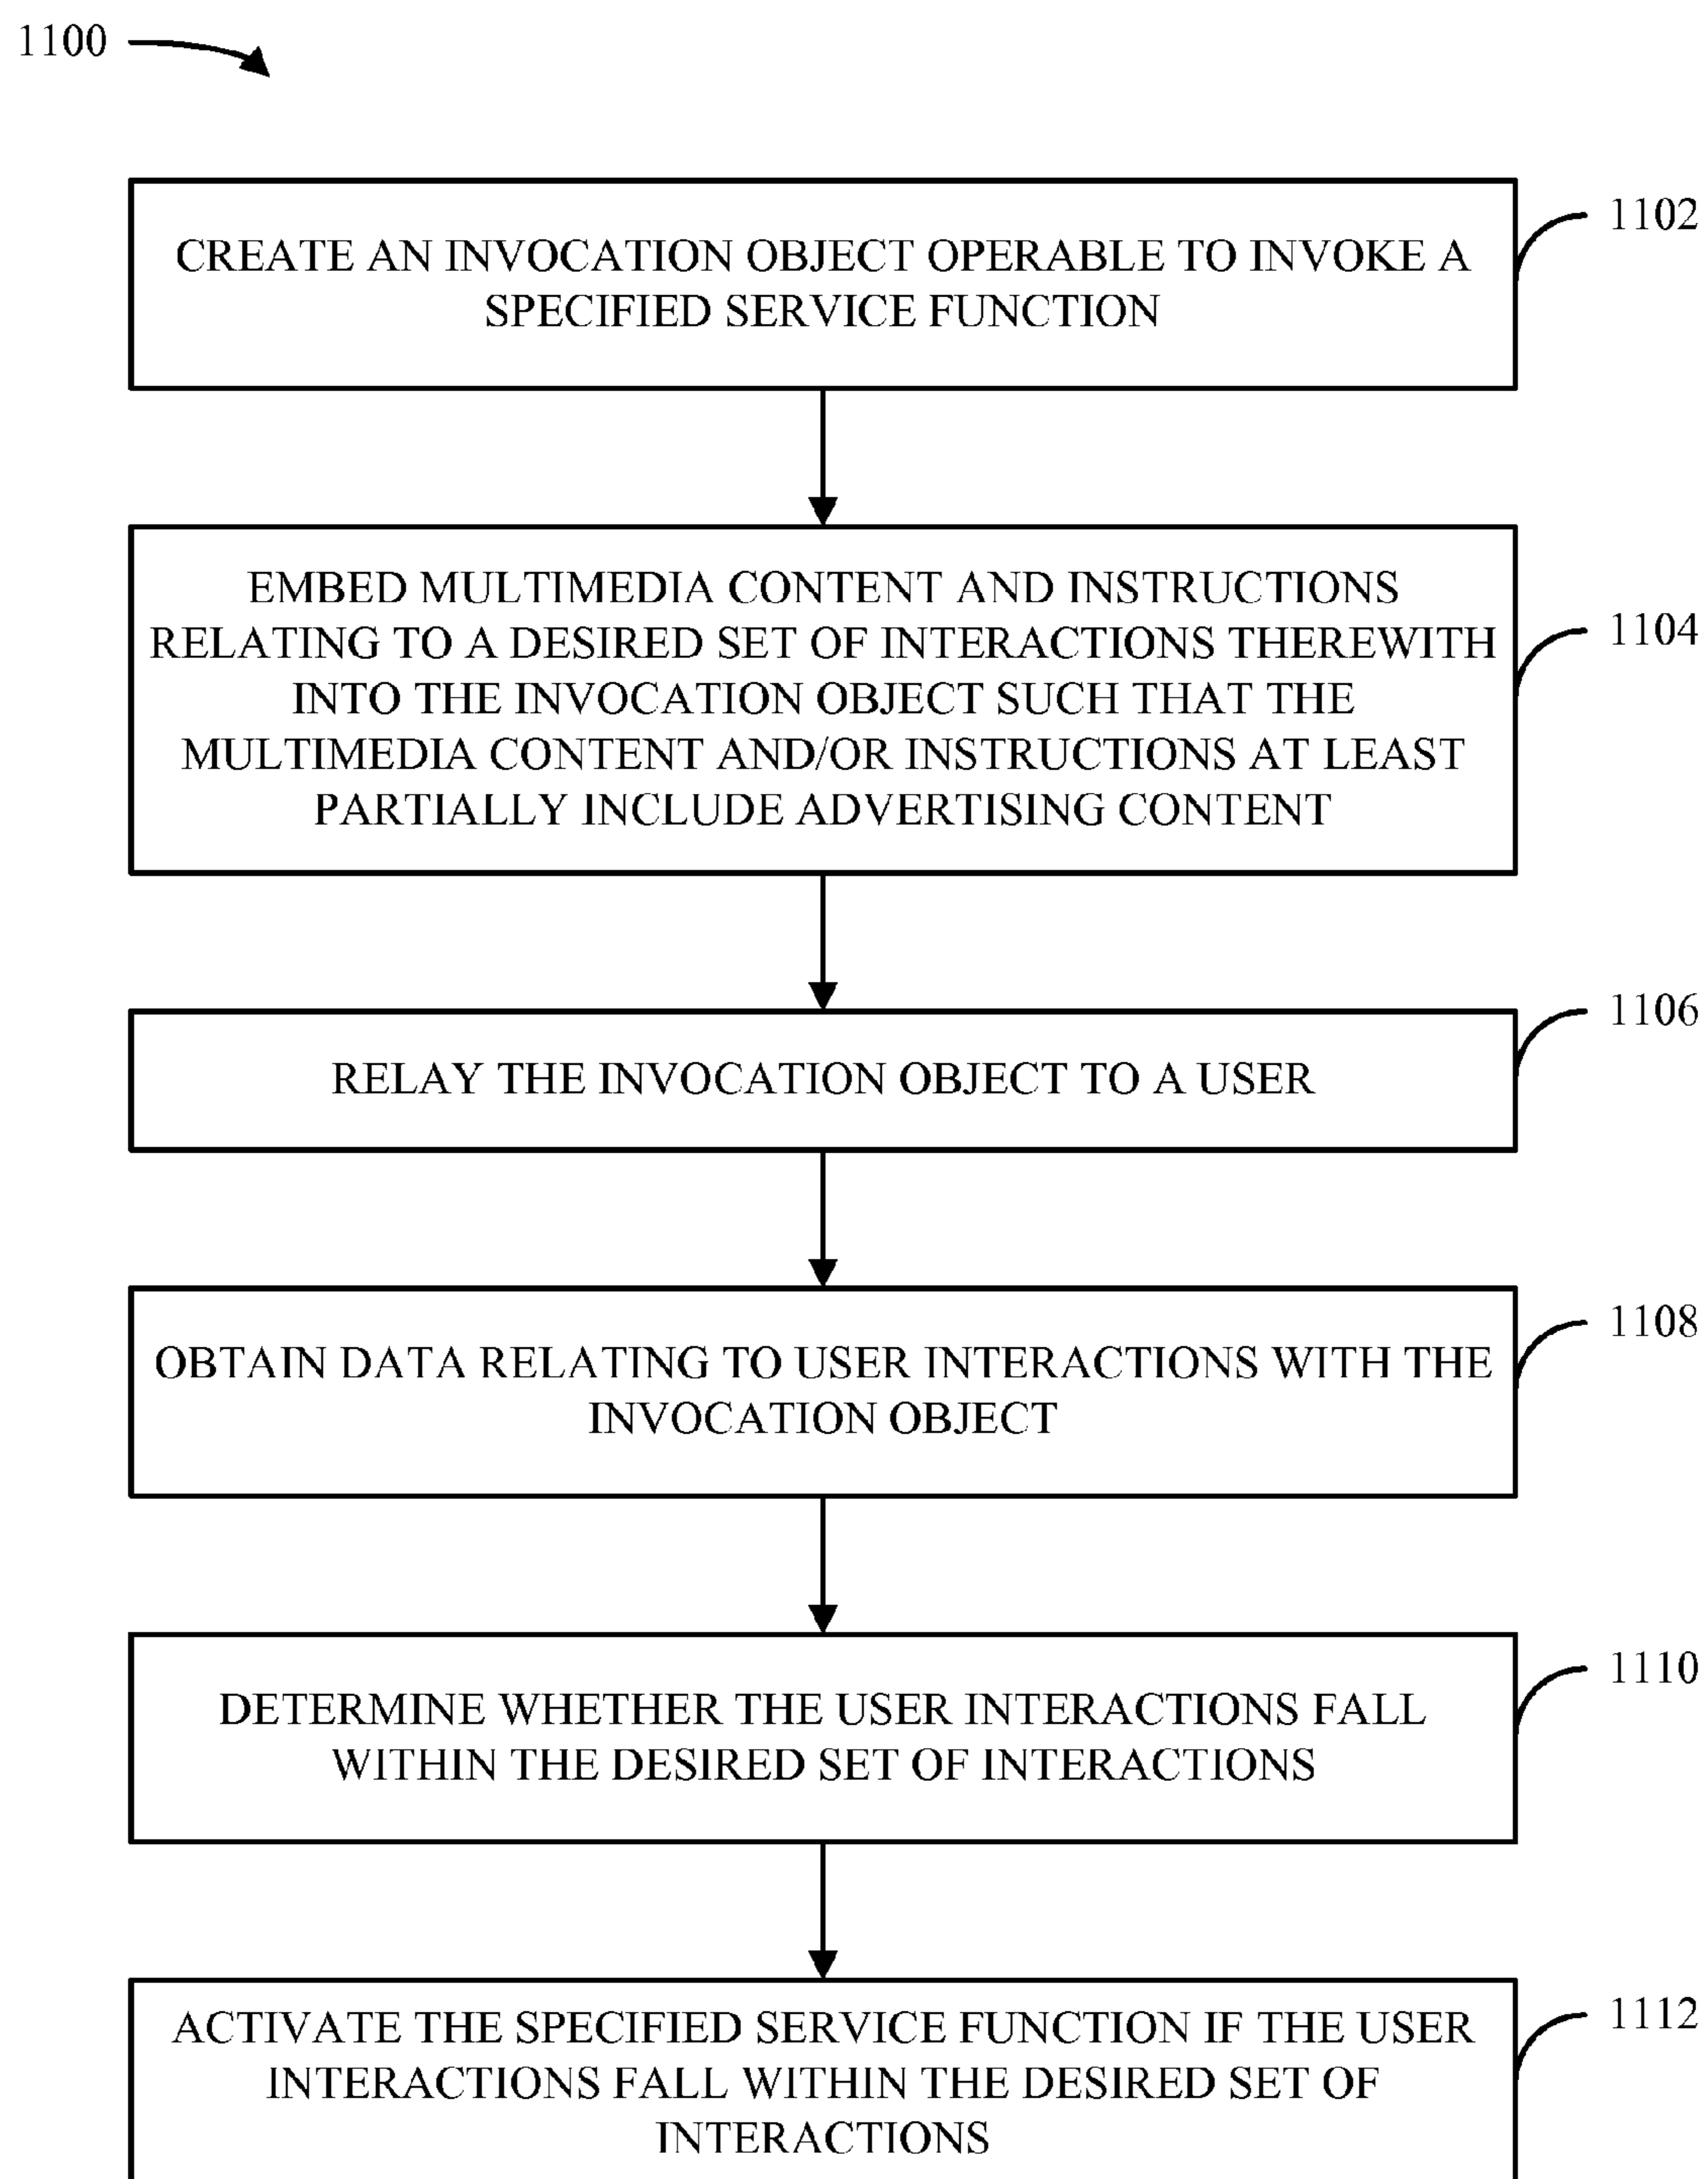 1100
CREATE AN INVOCATION OBJECT OPERABLE TO INVOKE A
SPECIFIED SERVICE FUNCTION
1102
EMBED MULTIMEDIA CONTENT AND INSTRUCTIONS
RELATING TO A DESIRED SET OF INTERACTIONS THEREWITH
INTO THE INVOCATION OBJECT SUCH THAT THE
MULTIMEDIA CONTENT AND/OR INSTRUCTIONS AT LEAST
PARTIALLY INCLUDE ADVERTISING CONTENT
1104
RELAY THE INVOCATION OBJECT TO A USER
1106
OBTAIN DATA RELATING TO USER INTERACTIONS WITH THE
INVOCATION OBJECT
1108
DETERMINE WHETHER THE USER INTERACTIONS FALL
WITHIN THE DESIRED SET OF INTERACTIONS
1110
ACTIVATE THE SPECIFIED SERVICE FUNCTION IF THE USER
INTERACTIONS FALL WITHIN THE DESIRED SET OF
INTERACTIONS
1112